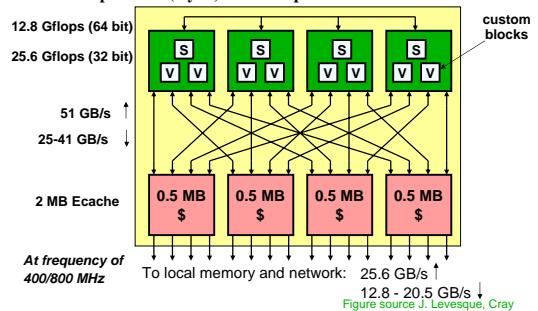 12.8 Gflops (64 bit)
25.6 Gflops (32 bit)
custom
blocks
S
V V
S
V V
S
V V
S
V V
51 GB/s
25-41 GB/s
2 MB Ecache
0.5 MB
$
0.5 MB
$
0.5 MB
$
0.5 MB
$
At frequency of
400/800 MHz
To local memory and network:
25.6 GB/s
12.8 - 20.5 GB/s
Figure source J. Levesque, Cray